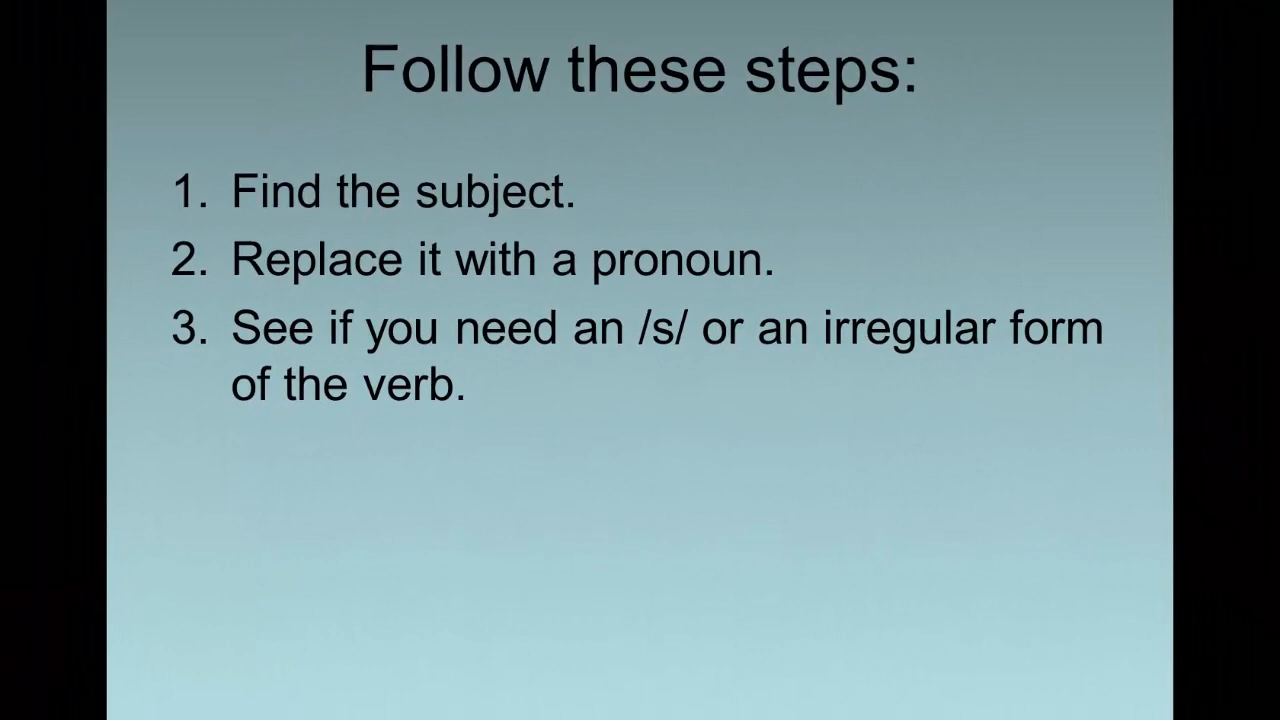 Follow these steps:
1. Find the subject.
2. Replace it with a pronoun.
3. See if you need an /s/ or an irregular form
of the verb.